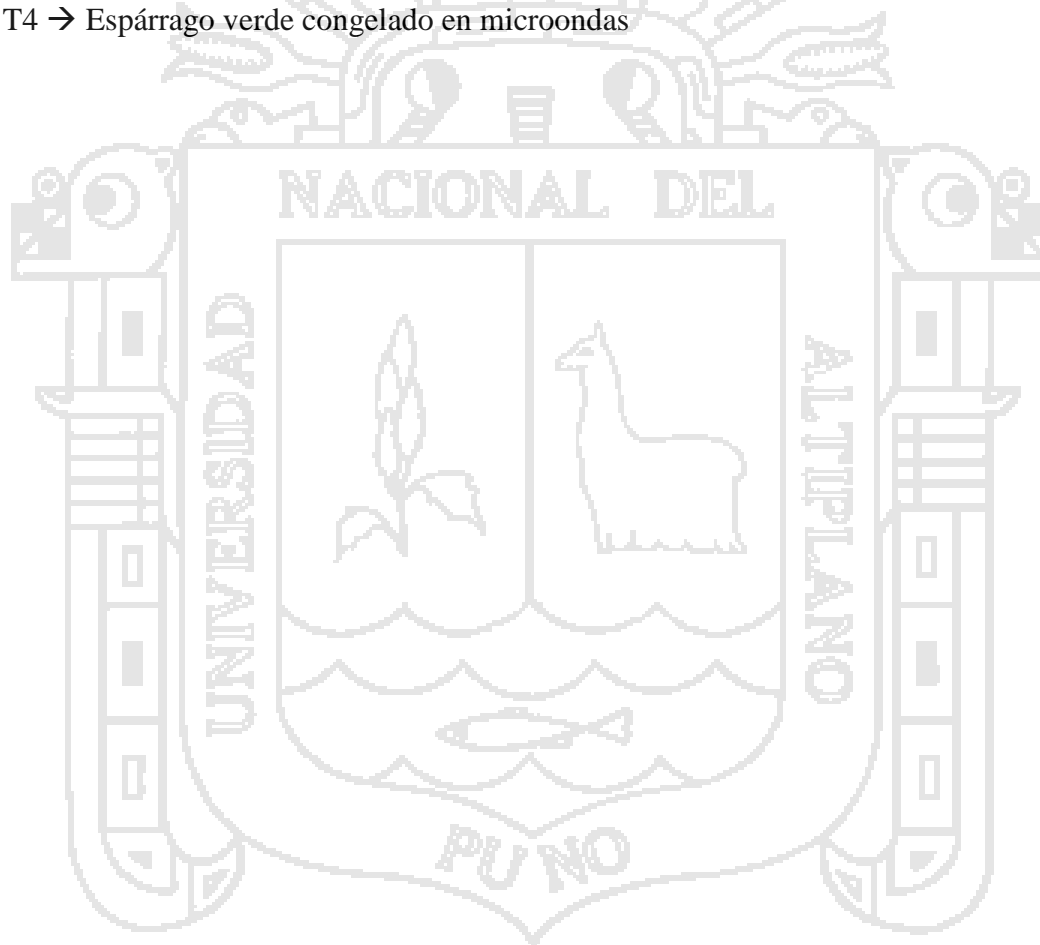 T4 → Espárrago verde congelado en microondas
NACIONAL DEL
UNIVERSIDAD
ALTIPLANO
PUNO